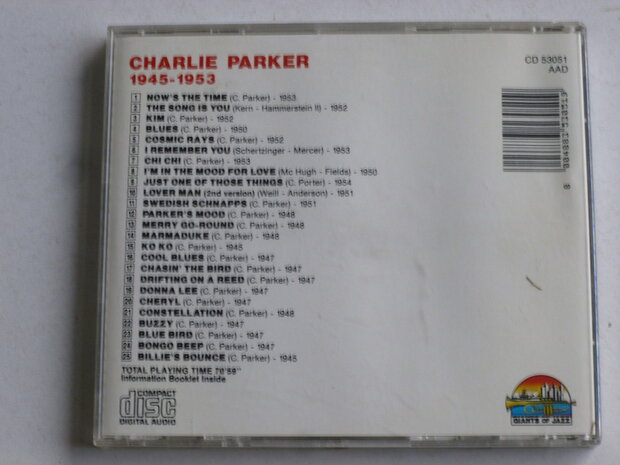 CHARLIE PARKER
1945-1953
CD 53051
AAD
1 NOW'S THE TIME (C. Parker) - 1953
2 THE SONG IS YOU (Kern - Hammerstein II) - 1952
3 KIM (C. Parker) - 1952
4 BLUES (C. Parker) - 1950
5 COSMIC RAYS (C. Parker) - 1952
6 I REMEMBER YOU (Schertzinger - Mercer) - 1953
7 CHI CHI (C. Parker) - 1953
8 I'M IN THE MOOD FOR LOVE (Mc Hugh - Fields) - 1950
9 JUST ONE OF THOSE THINGS (C. Porter) - 1954
10 LOVER MAN (2nd version) (Weill - Anderson) - 1951
11 SWEDISH SCHNAPPS (C. Parker) - 1951
12 PARKER'S MOOD (C. Parker) - 1948
13 MERRY GO-ROUND (C. Parker) - 1948
14 MARMADUKE (C. Parker) - 1948
15 KO KO (C. Parker) - 1945
16 COOL BLUES (C. Parker) - 1947
17 CHASIN' THE BIRD (C. Parker) - 1947
18 DRIFTING ON A REED (C. Parker) - 1947
19 DONNA LEE (C. Parker) - 1947
20 CHERYL (C. Parker) - 1947
21 CONSTELLATION (C. Parker) - 1948
22 BUZZY (C. Parker) - 1947
23 BLUE BIRD (C. Parker) - 1947
24 BONGO BEEP (C. Parker) - 1947
25 BILLIE'S BOUNCE (C. Parker) - 1945
TOTAL PLAYING TIME 70'59"
Information Booklet Inside
COMPACT
disc
DIGITAL AUDIO
GIANTS OF JAZZ